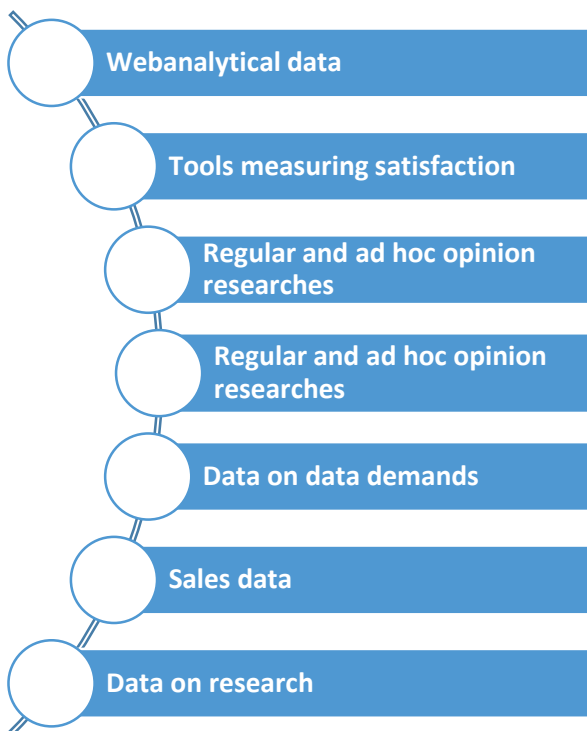 Webanalytical data
Tools measuring satisfaction
Regular and ad hoc opinion
researches
Regular and ad hoc opinion
researches
Data on data demands
Sales data
Data on research